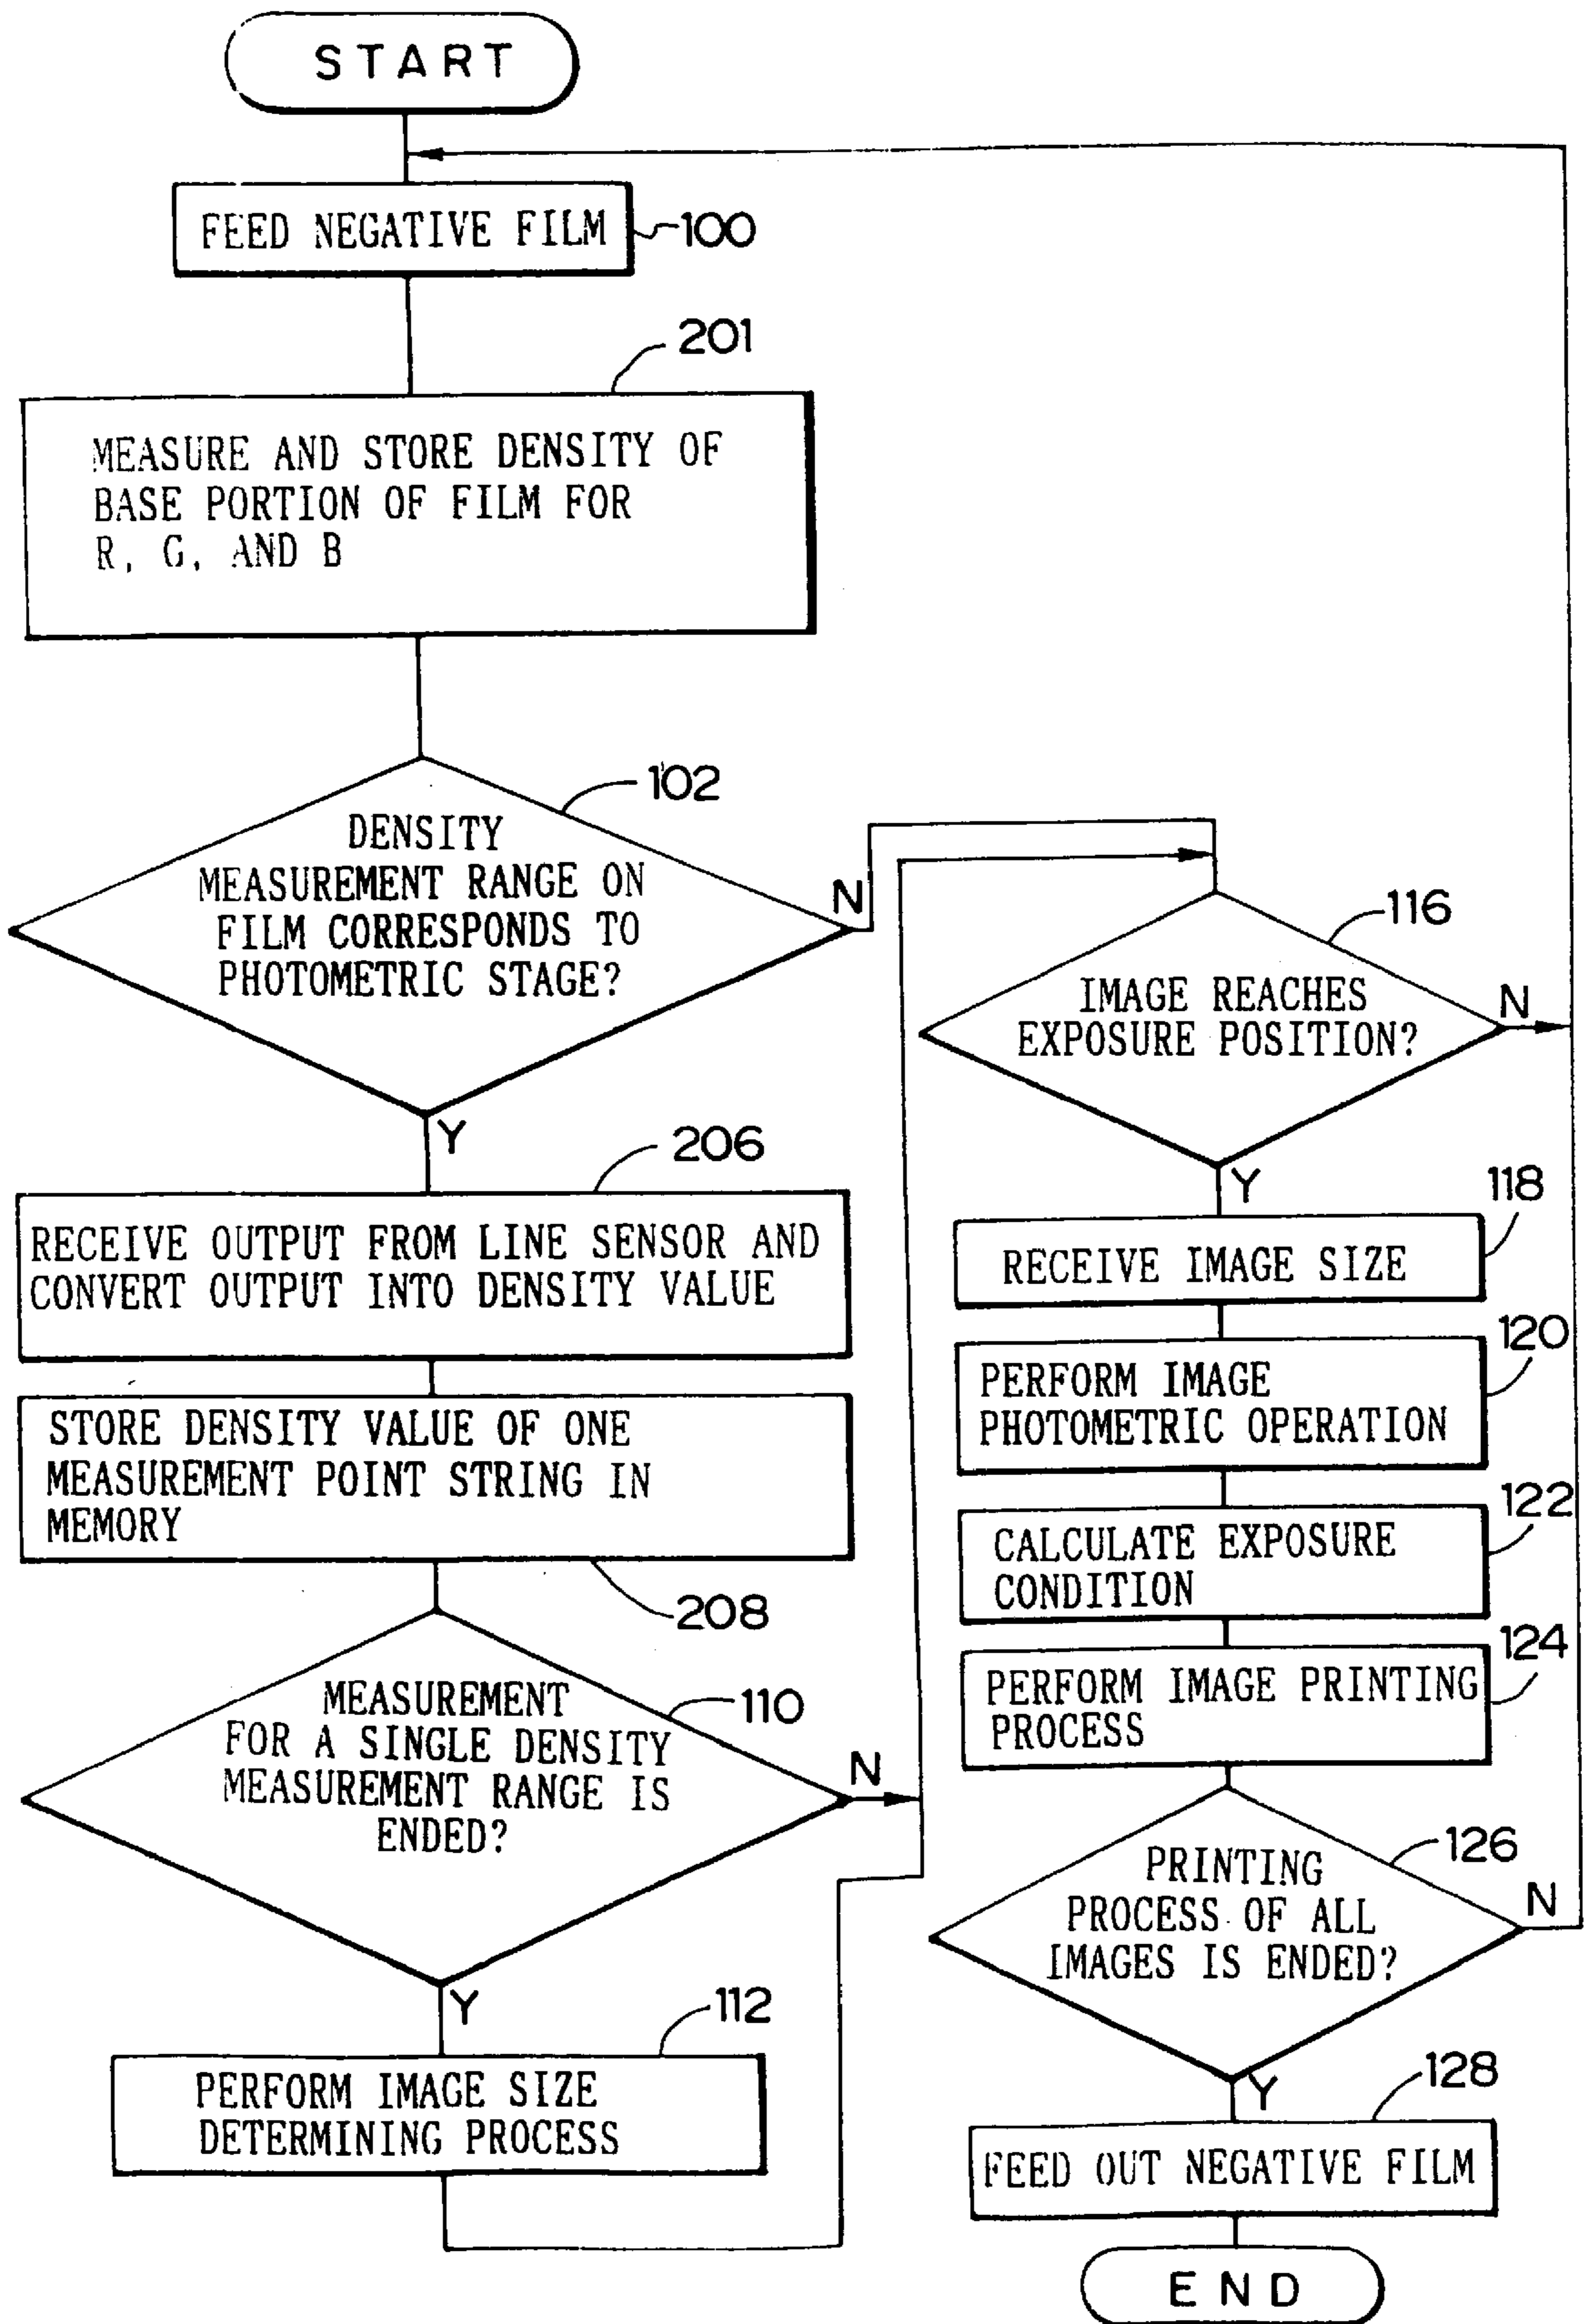 START
FEED NEGATIVE FILM
100
201
MEASURE AND STORE DENSITY OF
BASE PORTION OF FILM FOR
R, G, AND B
102
DENSITY
MEASUREMENT RANGE ON
FILM CORRESPONDS TO
PHOTOMETRIC STAGE?
N
Y
206
RECEIVE OUTPUT FROM LINE SENSOR AND
CONVERT OUTPUT INTO DENSITY VALUE
STORE DENSITY VALUE OF ONE
MEASUREMENT POINT STRING IN
MEMORY
208
110
MEASUREMENT
FOR A SINGLE DENSITY
MEASUREMENT RANGE IS
ENDED?
N
Y
112
PERFORM IMAGE SIZE
DETERMINING PROCESS
116
IMAGE REACHES
EXPOSURE POSITION?
N
Y
118
RECEIVE IMAGE SIZE
120
PERFORM IMAGE
PHOTOMETRIC OPERATION
122
CALCULATE EXPOSURE
CONDITION
124
PERFORM IMAGE PRINTING
PROCESS
126
PRINTING
PROCESS OF ALL
IMAGES IS ENDED?
N
Y
128
FEED OUT NEGATIVE FILM
END